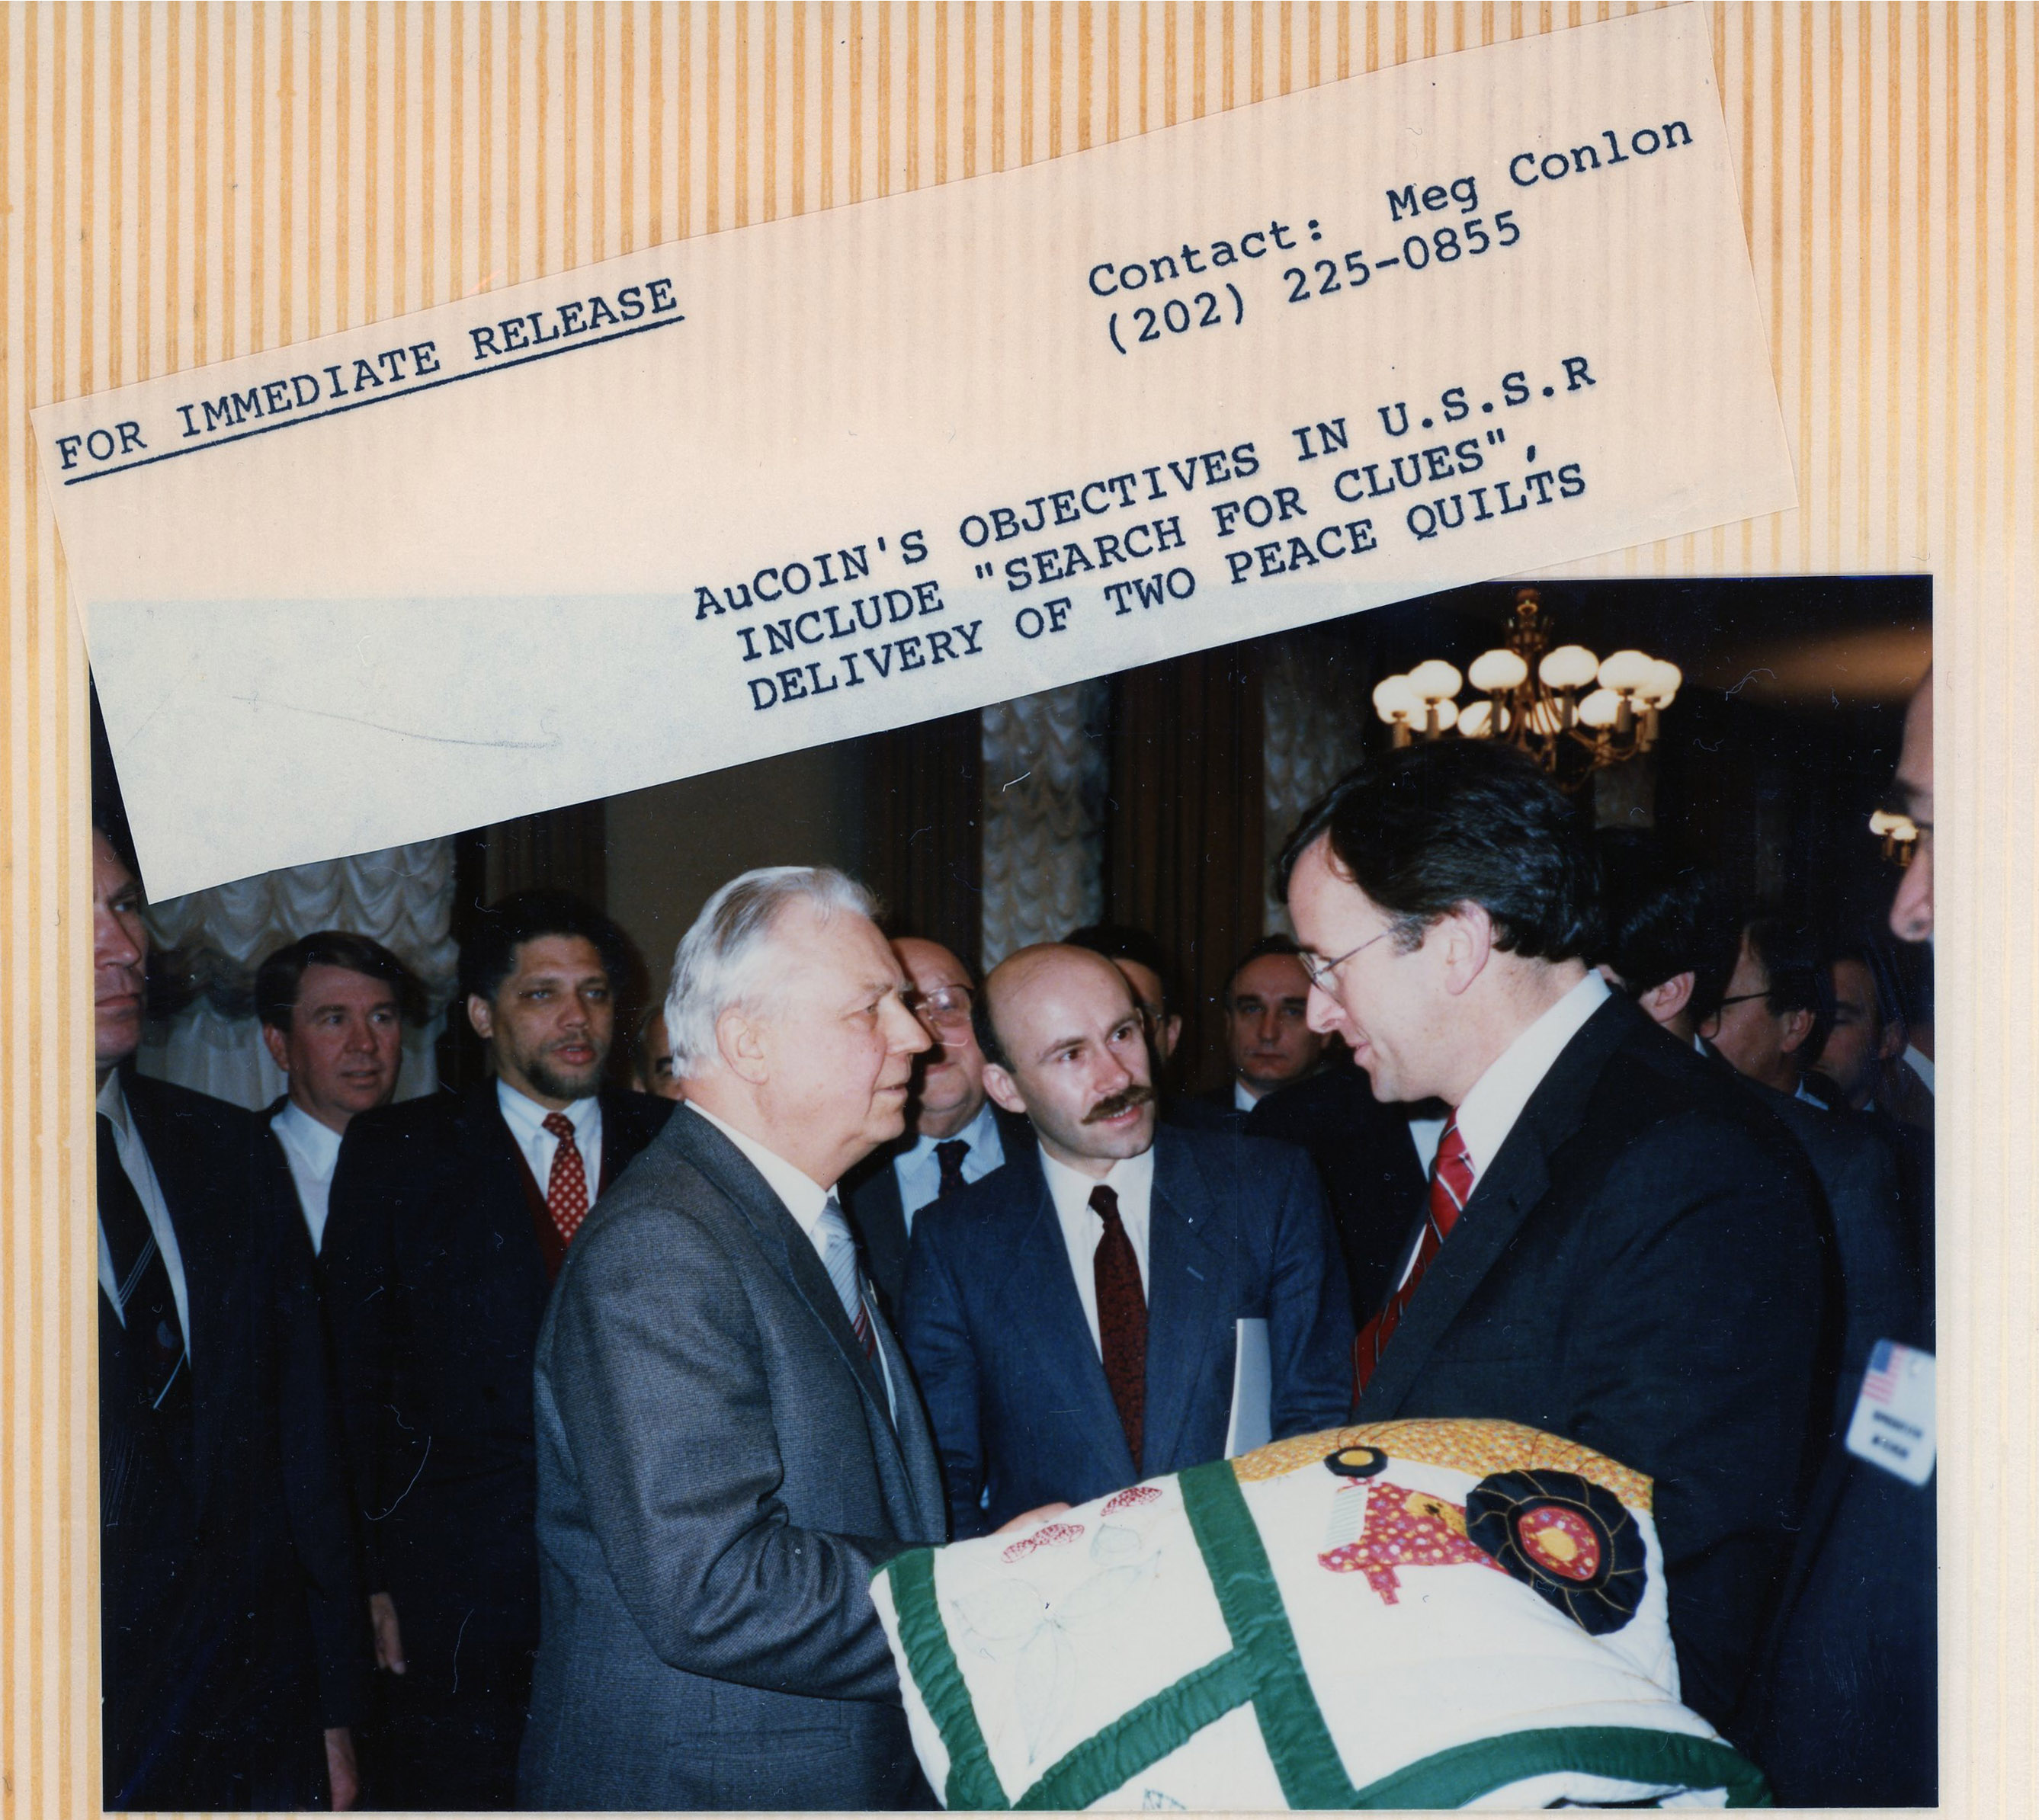 FOR IMMEDIATE RELEASE
Contact: Meg Conlon
(202) 225-0855
AuCOIN'S OBJECTIVES IN U.S.S.R
INCLUDE "SEARCH FOR CLUES",
DELIVERY OF TWO PEACE QUILTS